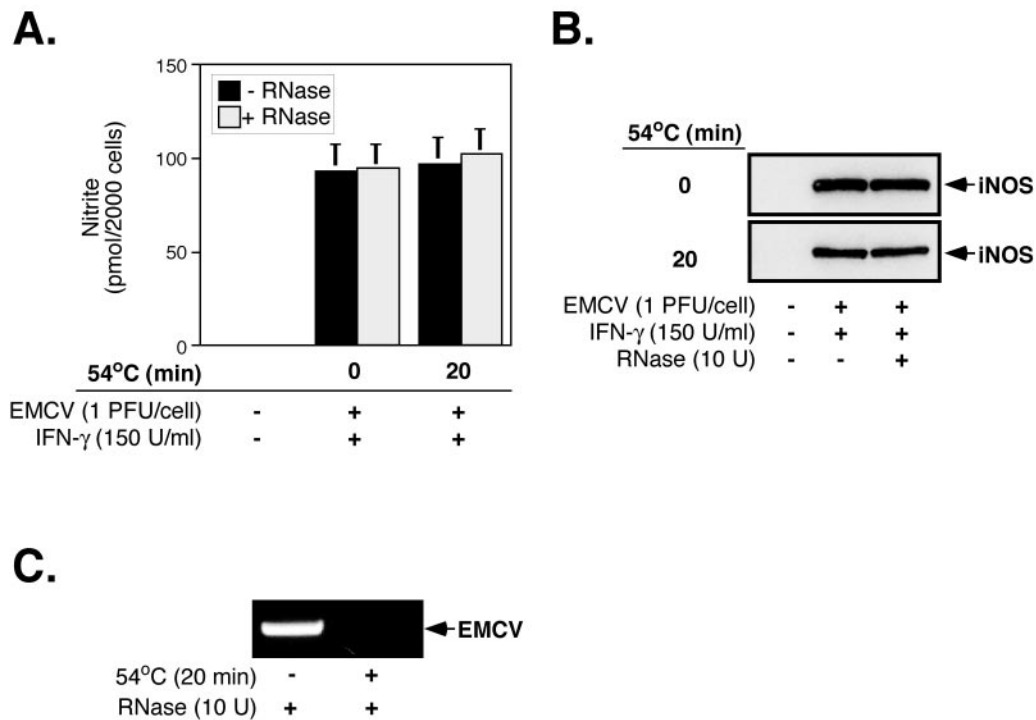 A.
150
100
50
0
Nitrite
(pmol/2000 cells)
- RNase
+ RNase
54°C (min) 0 20
EMCV (1 PFU/cell) - + +
IFN-γ (150 U/ml) - + +
B.
54°C (min)
0 iNOS
20 iNOS
EMCV (1 PFU/cell) - + +
IFN-γ (150 U/ml) - + +
RNase (10 U) - - +
C.
EMCV
54°C (20 min) - +
RNase (10 U) + +